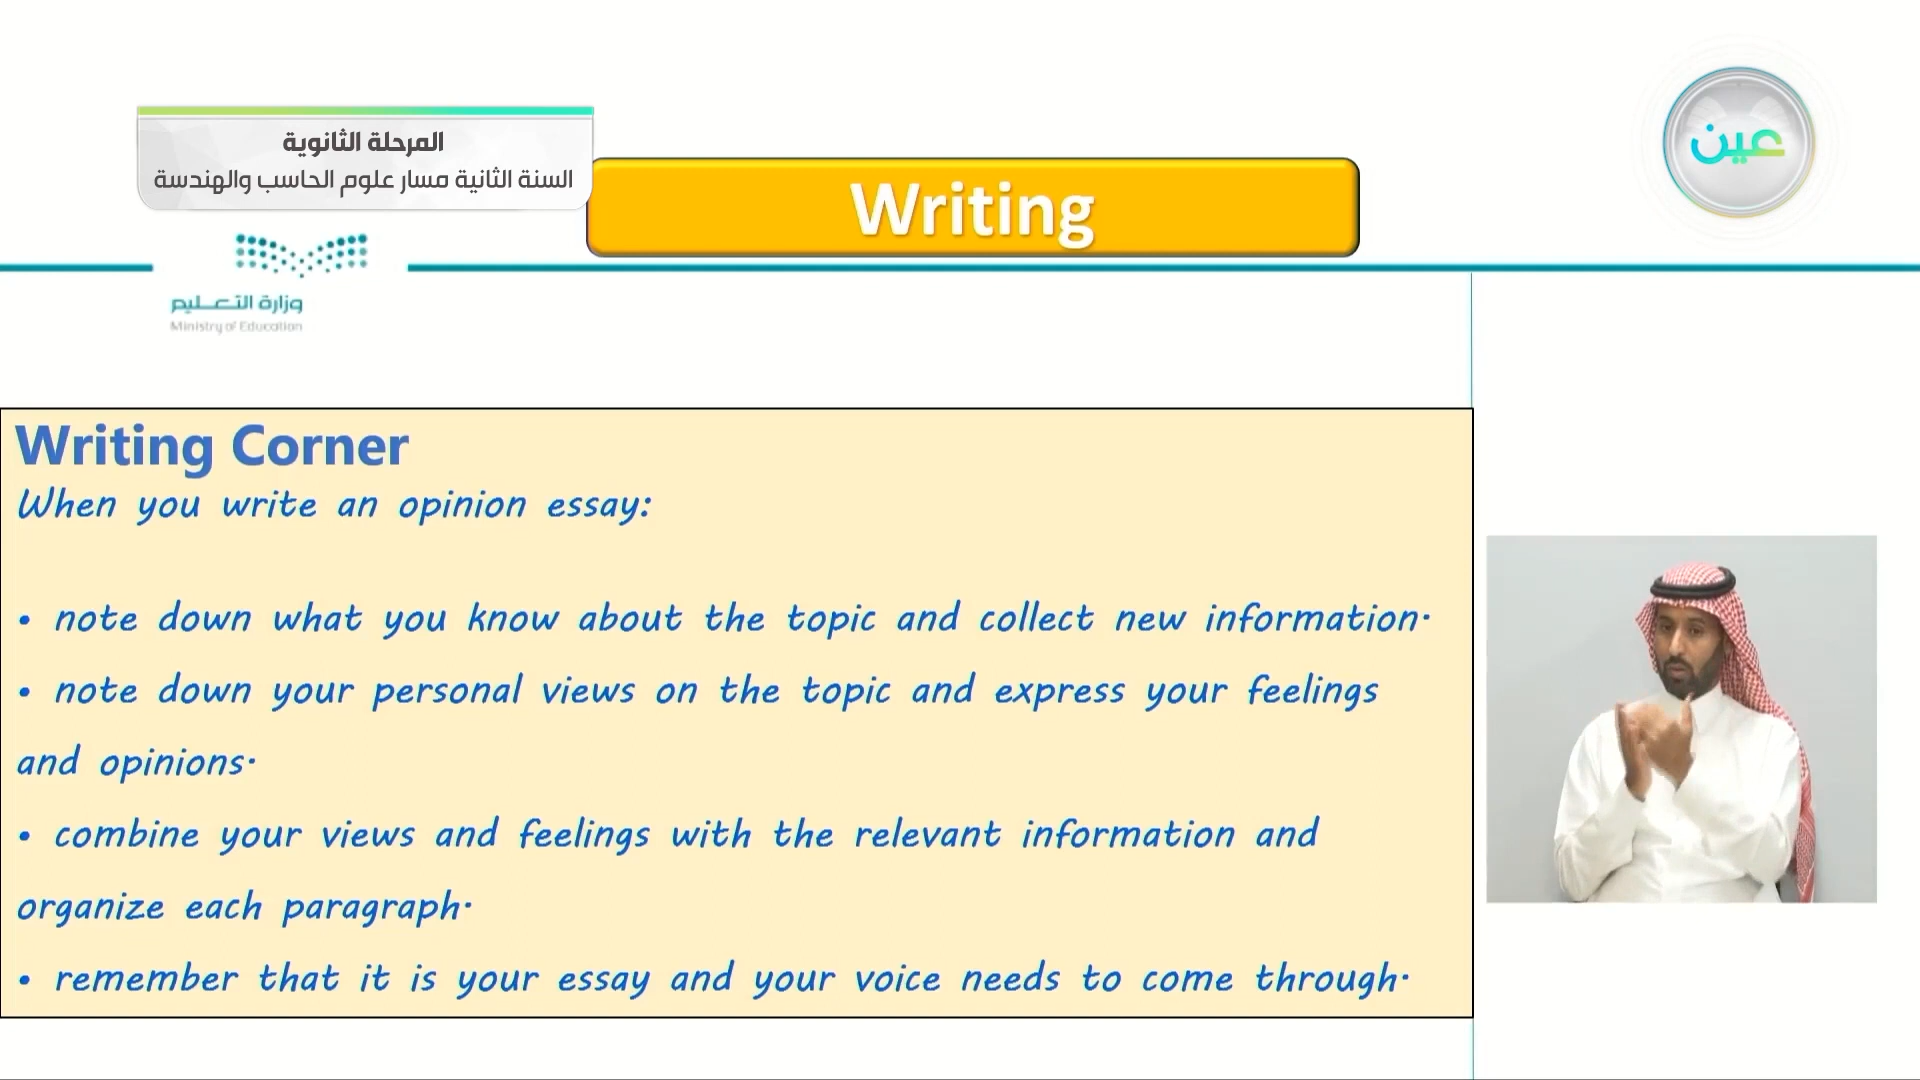 المرحلة الثانوية
السنة الثانية مسار علوم الحاسب والهندسة
عين
Writing
وزارة التعليم
Ministry of Education
Writing Corner
When you write an opinion essay:
• note down what you know about the topic and collect new information.
• note down your personal views on the topic and express your feelings
and opinions.
• combine your views and feelings with the relevant information and
organize each paragraph.
• remember that it is your essay and your voice needs to come through.